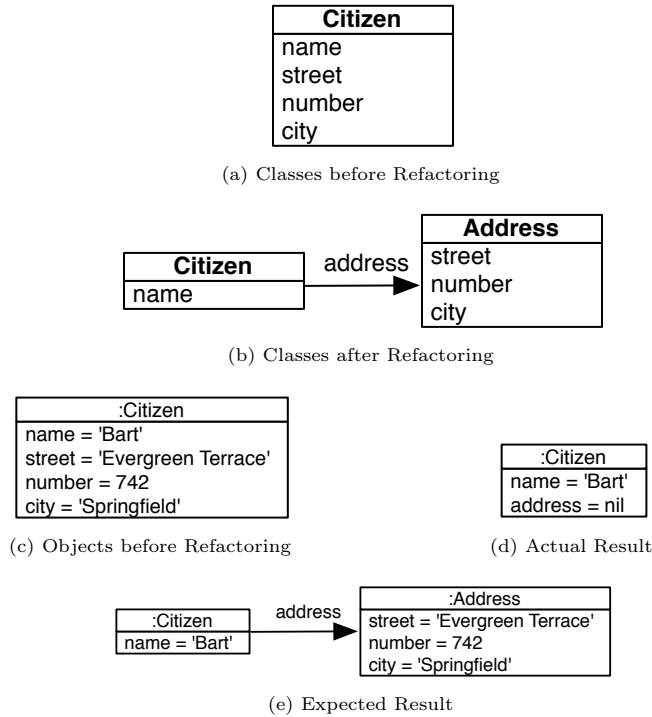 Citizen
name
street
number
city
(a) Classes before Refactoring
Citizen
name
address
Address
street
number
city
(b) Classes after Refactoring
:Citizen
name = 'Bart'
street = 'Evergreen Terrace'
number = 742
city = 'Springfield'
(c) Objects before Refactoring
:Citizen
name = 'Bart'
address = nil
(d) Actual Result
:Citizen
name = 'Bart'
address
:Address
street = 'Evergreen Terrace'
number = 742
city = 'Springfield'
(e) Expected Result